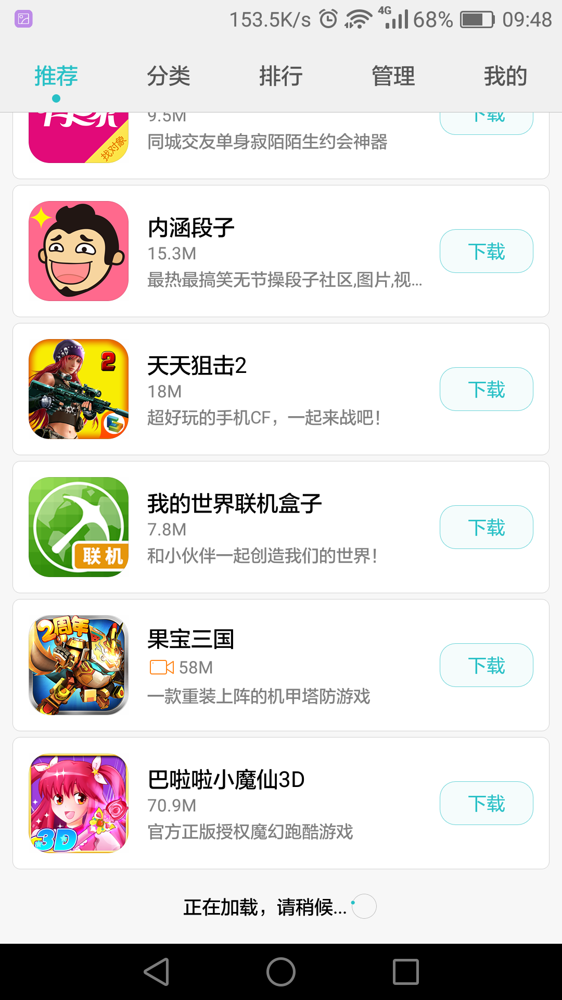 153.5K/s 4G 68% 09:48
推荐 分类 排行 管理 我的
9.5M
下载
同城交友单身寂陌陌生约会神器
找对象
内涵段子
15.3M
下载
最热最搞笑无节操段子社区,图片,视...
2
天天狙击2
18M
下载
超好玩的手机CF，一起来战吧！
我的世界联机盒子
7.8M
下载
和小伙伴一起创造我们的世界！
联机
2周年
果宝三国
58M
下载
一款重装上阵的机甲塔防游戏
巴啦啦小魔仙3D
70.9M
下载
官方正版授权魔幻跑酷游戏
3D
正在加载，请稍候...